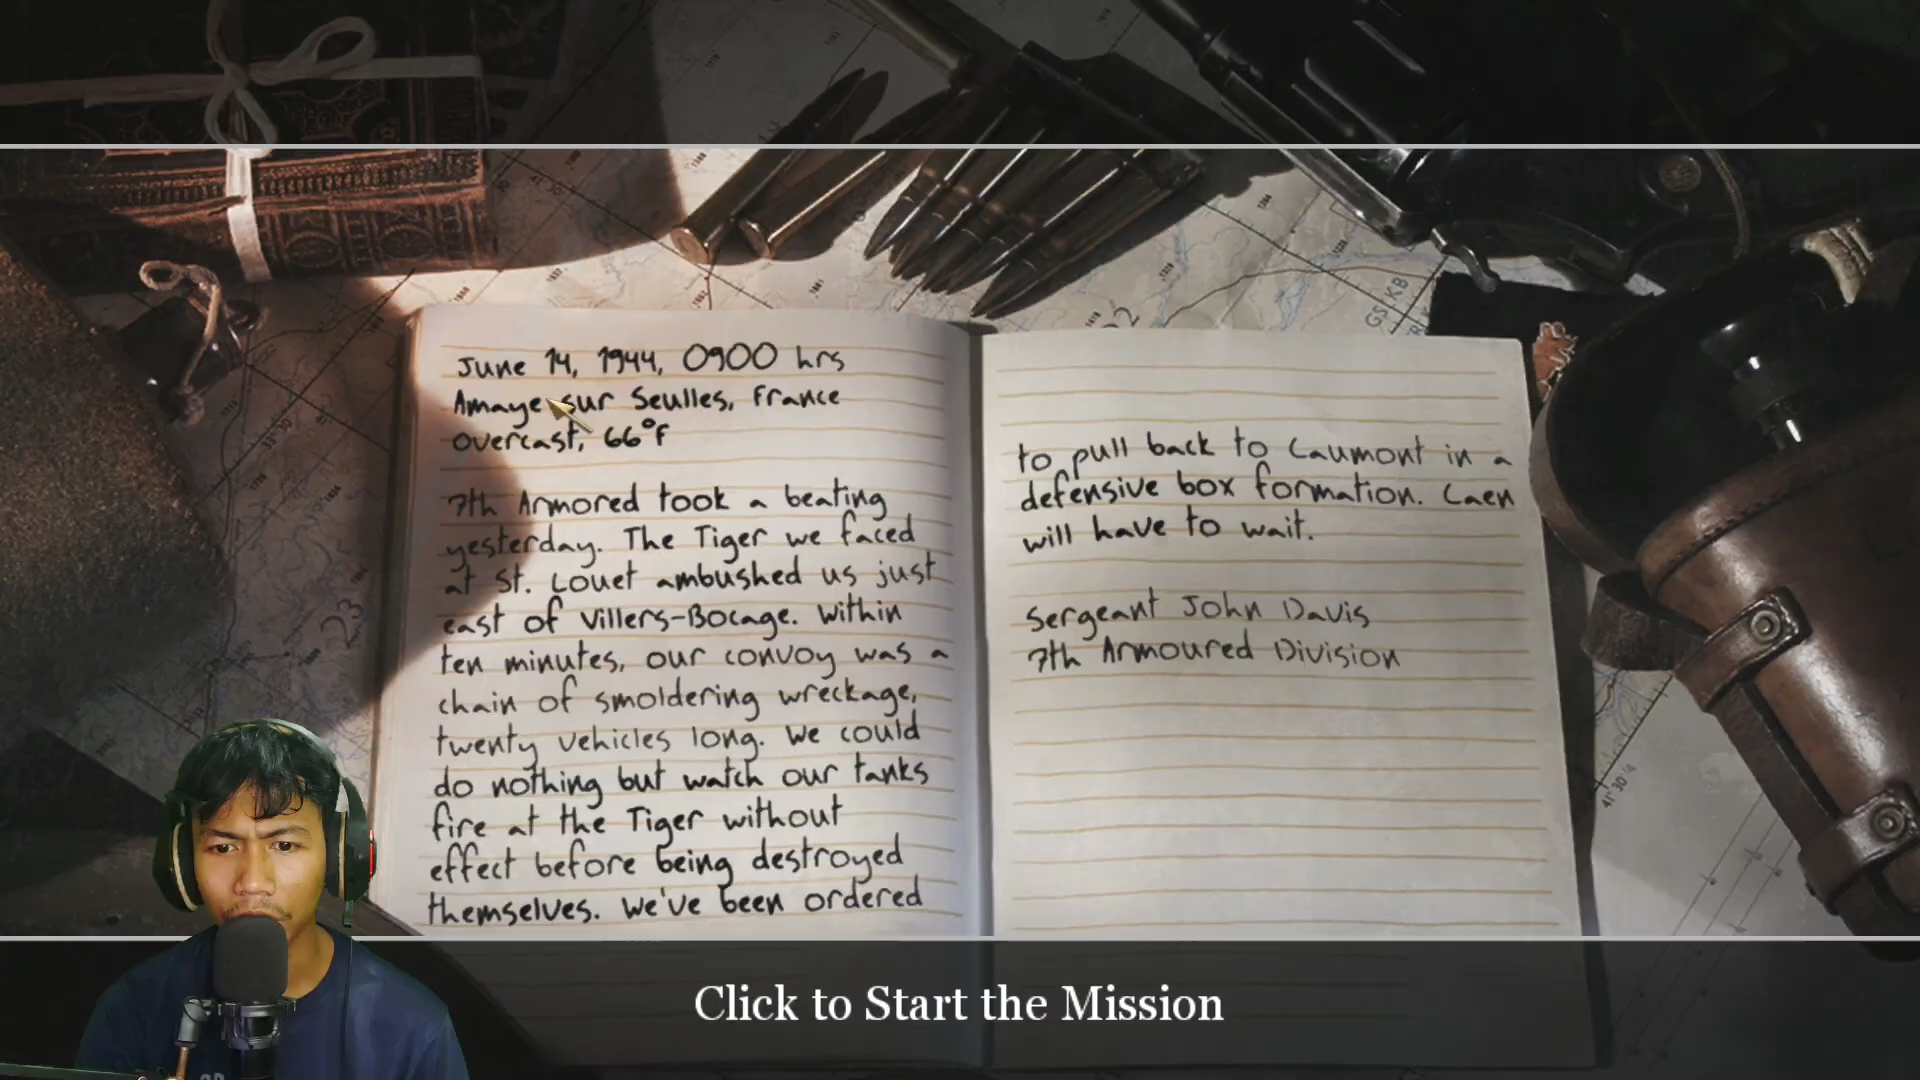 June 14, 1944, 0900 hrs
Amaye sur Seulles, France
Overcast, 66°F
7th Armored took a beating
yesterday. The Tiger we faced
at St. Louet ambushed us just
east of Villers-Bocage. Within
ten minutes, our convoy was a
chain of smoldering wreckage,
twenty vehicles long. We could
do nothing but watch our tanks
fire at the Tiger without
effect before being destroyed
themselves. We've been ordered
to pull back to Caumont in a
defensive box formation. Caen
will have to wait.
Sergeant John Davis
7th Armoured Division
Click to Start the Mission